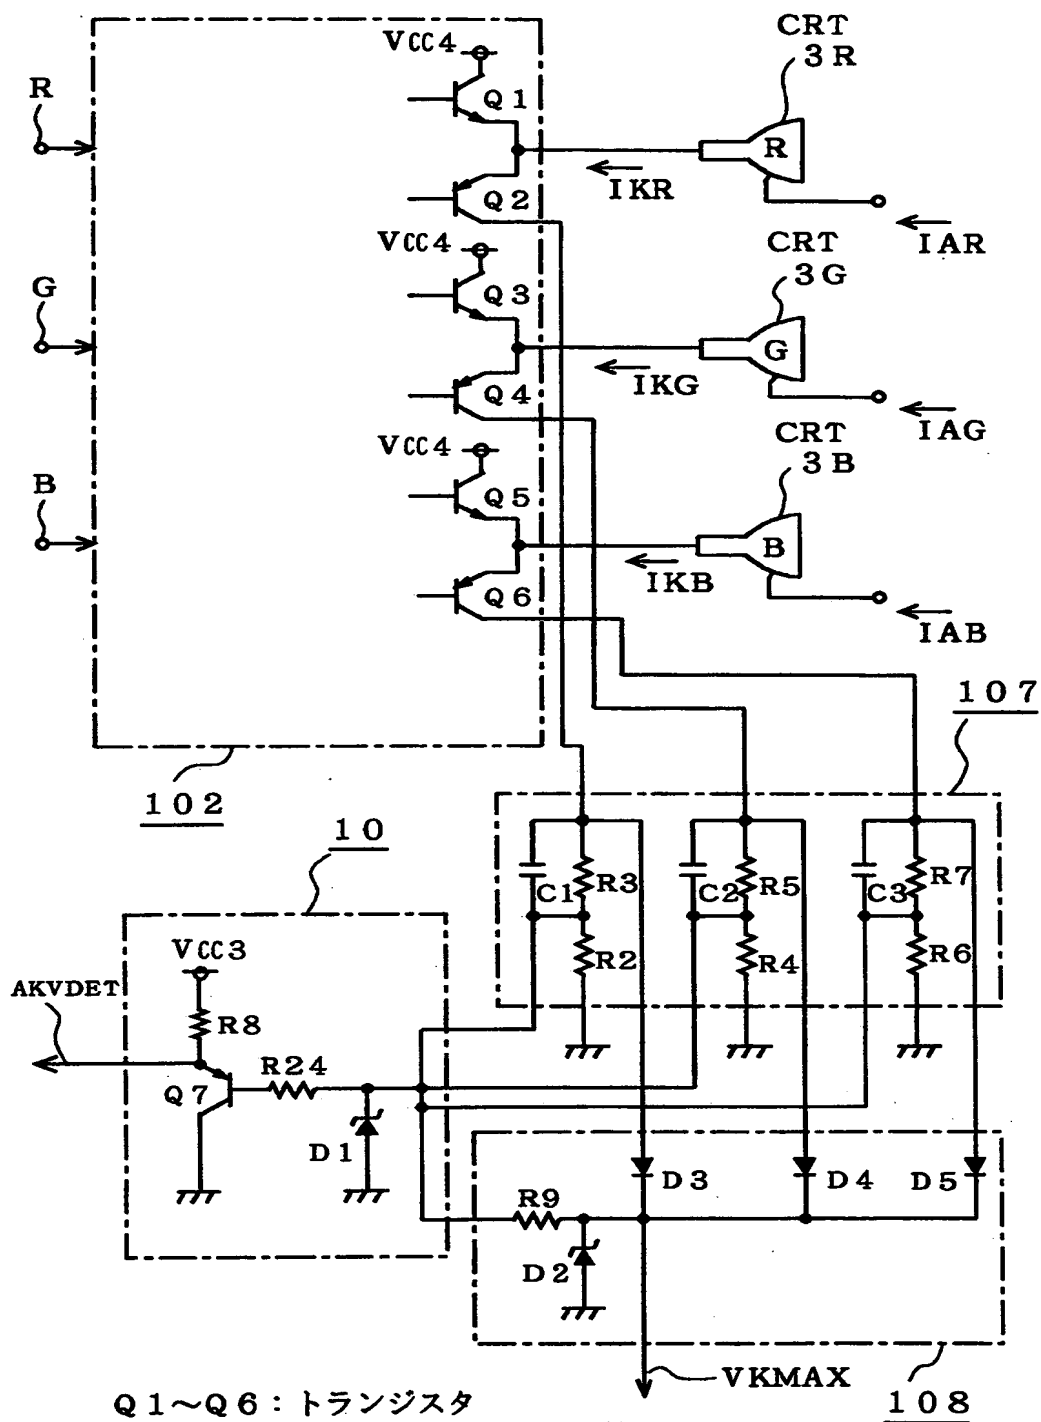 CRT
3R
VCC4
R
Q1
R
IKR
Q2
IAR
VCC4
CRT
3G
G
Q3
G
IKG
Q4
IAG
VCC4
CRT
3B
B
Q5
B
IKB
Q6
IAB
107
102
10
C1
R3
C2
R5
C3
R7
R2
R4
R6
VCC3
AKVDET
R8
R24
Q7
D1
D3
D4
D5
R9
D2
VKMAX
108
Q1～Q6：トランジスタ